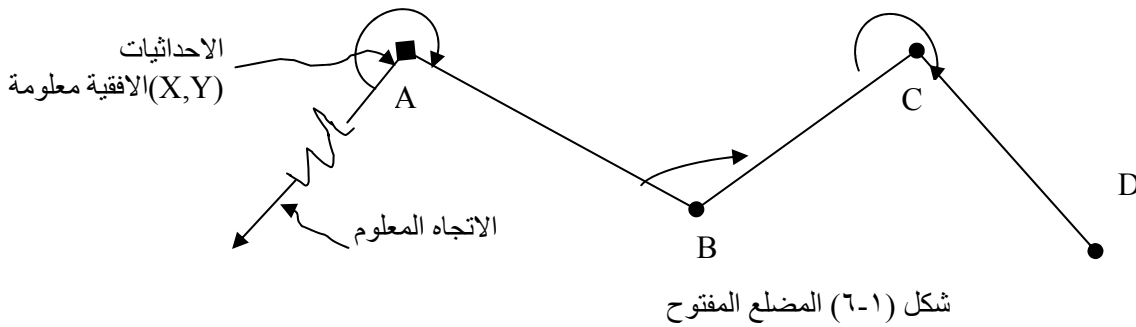 الاحداثيات
الافقية معلومة(X,Y)
A
C
D
الاتجاه المعلوم
B
شكل (١-٦) المضلع المفتوح